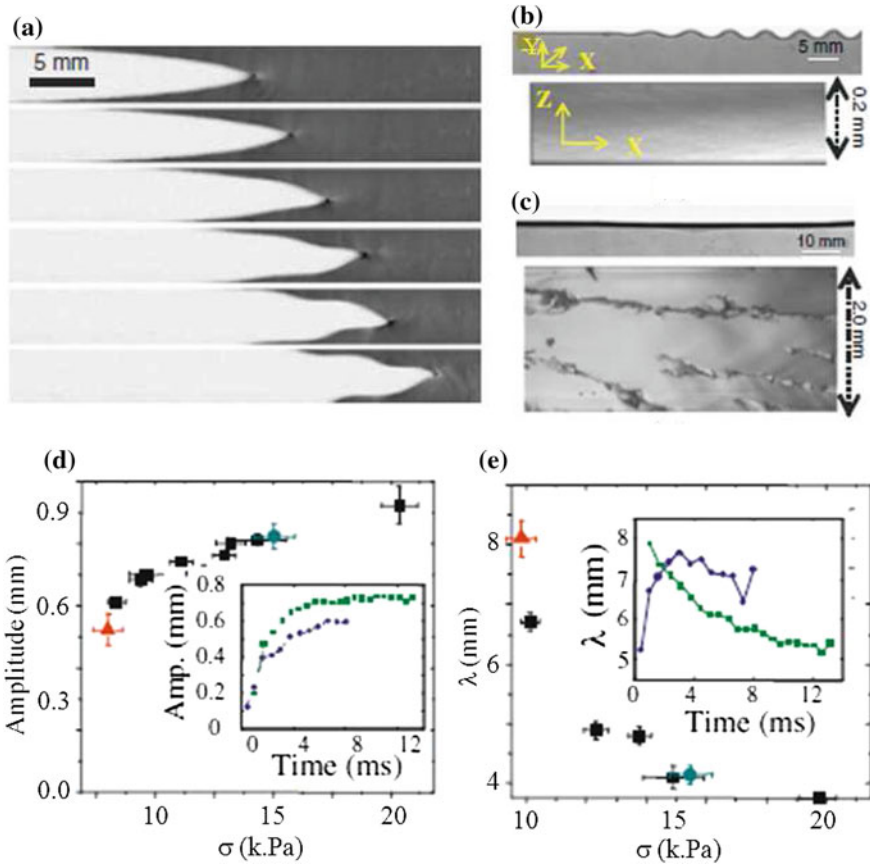 (a)
5 mm
(b)
Y
X
5 mm
Z
X
0.2 mm
(c)
10 mm
2.0 mm
(d)
Amplitude (mm)
0.9
0.6
0.3
0.0
10
15
20
σ (k.Pa)
Amp. (mm)
0.8
0.6
0.4
0.2
0
0
4
8
12
Time (ms)
(e)
λ (mm)
8
6
4
10
15
20
σ (k.Pa)
λ (mm)
8
7
6
5
0
4
8
12
Time (ms)